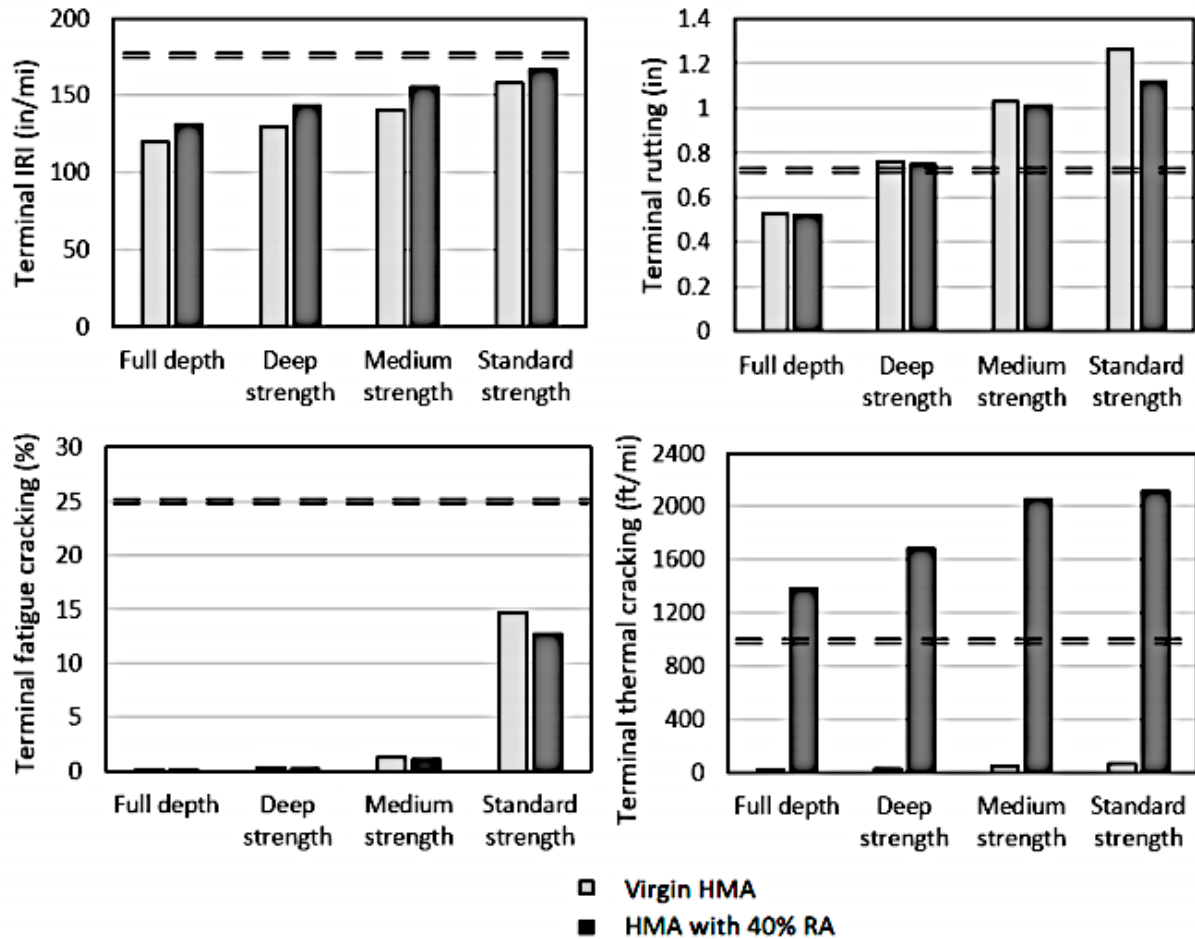 Terminal IRI (in/mi)
200
150
100
50
0
Full depth
Deep
strength
Medium
strength
Standard
strength
Terminal rutting (in)
1.4
1.2
1
0.8
0.6
0.4
0.2
0
Full depth
Deep
strength
Medium
strength
Standard
strength
Terminal fatigue cracking (%)
30
25
20
15
10
5
0
Full depth
Deep
strength
Medium
strength
Standard
strength
Terminal thermal cracking (ft/mi)
2400
2000
1600
1200
800
400
0
Full depth
Deep
strength
Medium
strength
Standard
strength
Virgin HMA
HMA with 40% RA